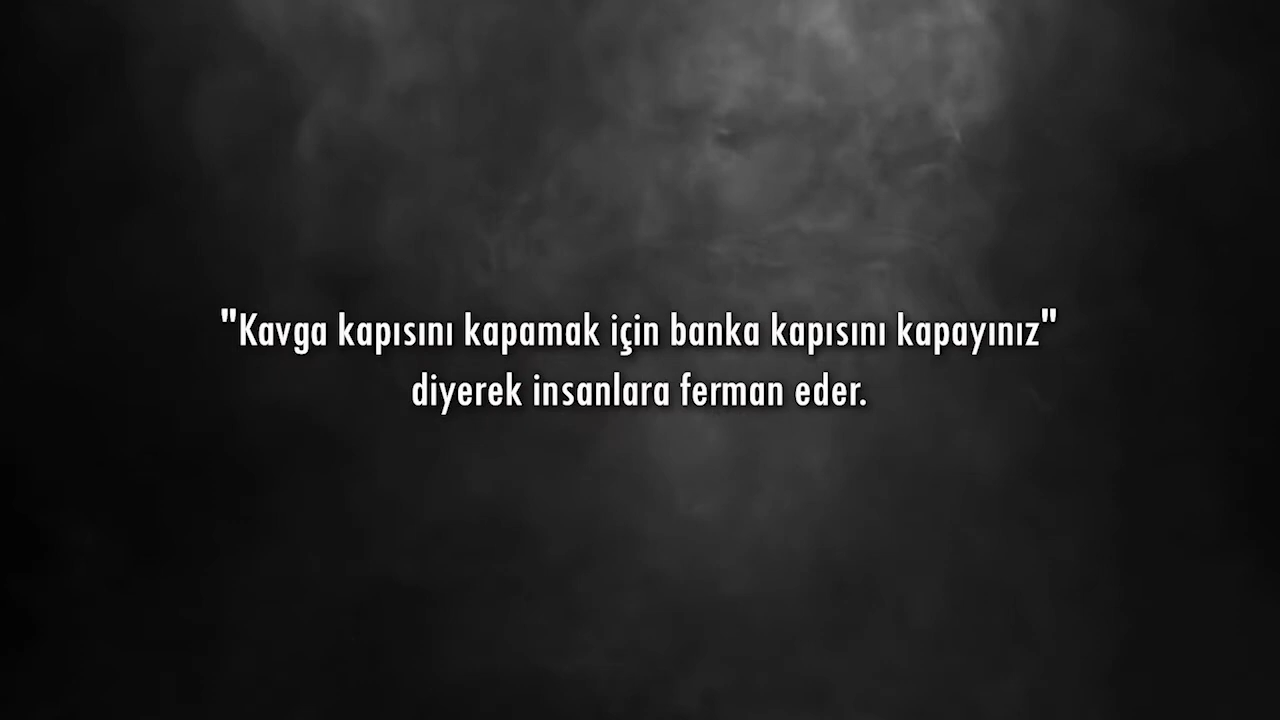 "Kavga kapısını kapamak için banka kapısını kapayınız"
diyerek insanlara ferman eder.